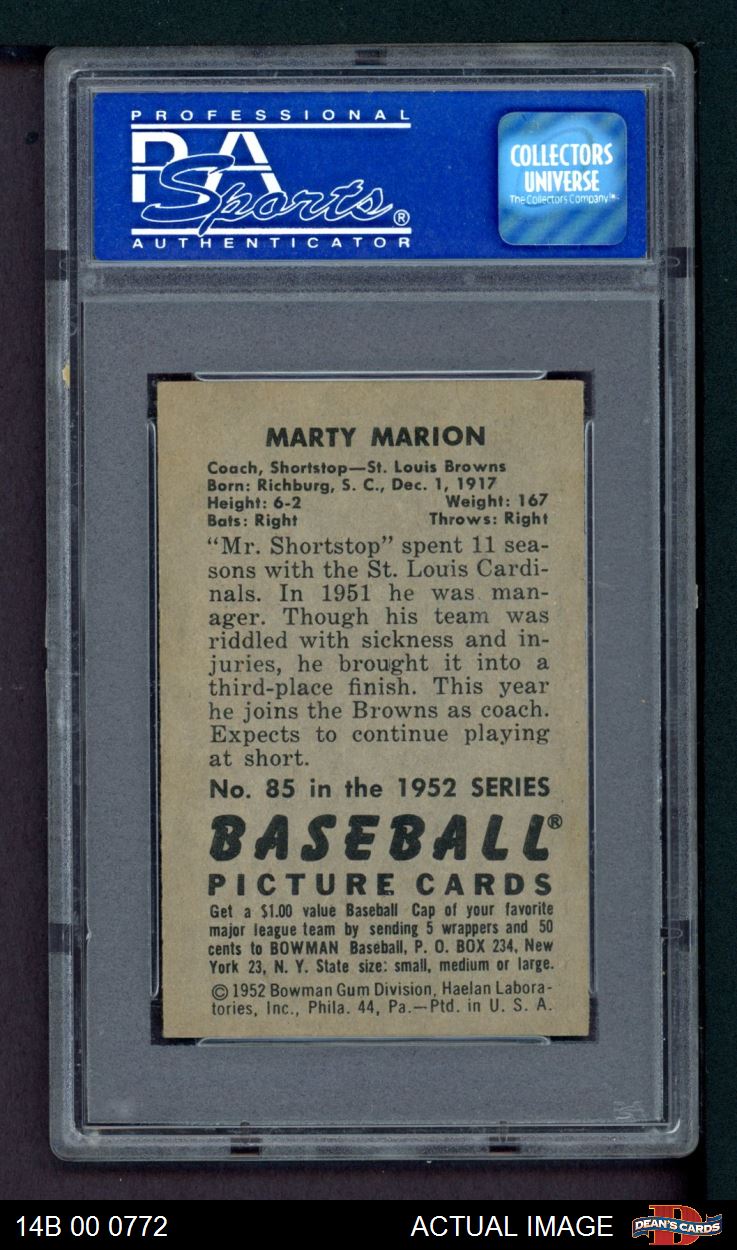 PROFESSIONAL
PSA
Sports®
AUTHENTICATOR
COLLECTORS
UNIVERSE
The Collectors Company™
MARTY MARION
Coach, Shortstop—St. Louis Browns
Born: Richburg, S. C., Dec. 1, 1917
Height: 6-2 Weight: 167
Bats: Right Throws: Right
“Mr. Shortstop” spent 11 sea-
sons with the St. Louis Cardi-
nals. In 1951 he was man-
ager. Though his team was
riddled with sickness and in-
juries, he brought it into a
third-place finish. This year
he joins the Browns as coach.
Expects to continue playing
at short.
No. 85 in the 1952 SERIES
BASEBALL®
PICTURE CARDS
Get a $1.00 value Baseball Cap of your favorite
major league team by sending 5 wrappers and 50
cents to BOWMAN Baseball, P. O. BOX 234, New
York 23, N. Y. State size: small, medium or large.
© 1952 Bowman Gum Division, Haelan Labora-
tories, Inc., Phila. 44, Pa.—Ptd. in U. S. A.
14B 00 0772 ACTUAL IMAGE DEAN'S CARDS